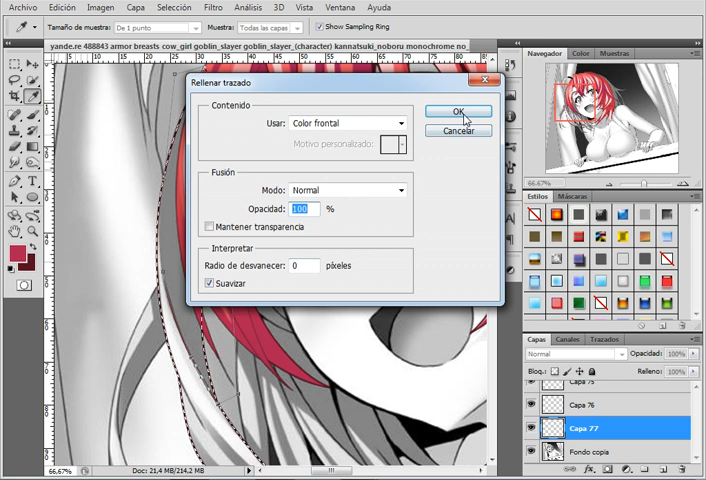 Archivo Edición Imagen Capa Selección Filtro Análisis 3D Vista Ventana Ayuda
Tamaño de muestra: De 1 punto Muestra: Todas las capas Show Sampling Ring
yande.re 488843 armor breasts cow_girl goblin_slayer goblin_slayer_(character) kannatsuki_noboru monochrome no_
Rellenar trazado
Contenido
Usar: Color frontal
Motivo personalizado:
OK
Cancelar
Fusión
Modo: Normal
Opacidad: 100 %
Mantener transparencia
Interpretar
Radio de desvanecer: 0 píxeles
Suavizar
Navegador Color Muestras
66.67%
Estilos Máscaras
Capas Canales Trazados
Normal Opacidad: 100%
Bloq.: Relleno: 100%
Capa 75
Capa 76
Capa 77
Fondo copia
66,67% Doc: 21,4 MB/214,2 MB